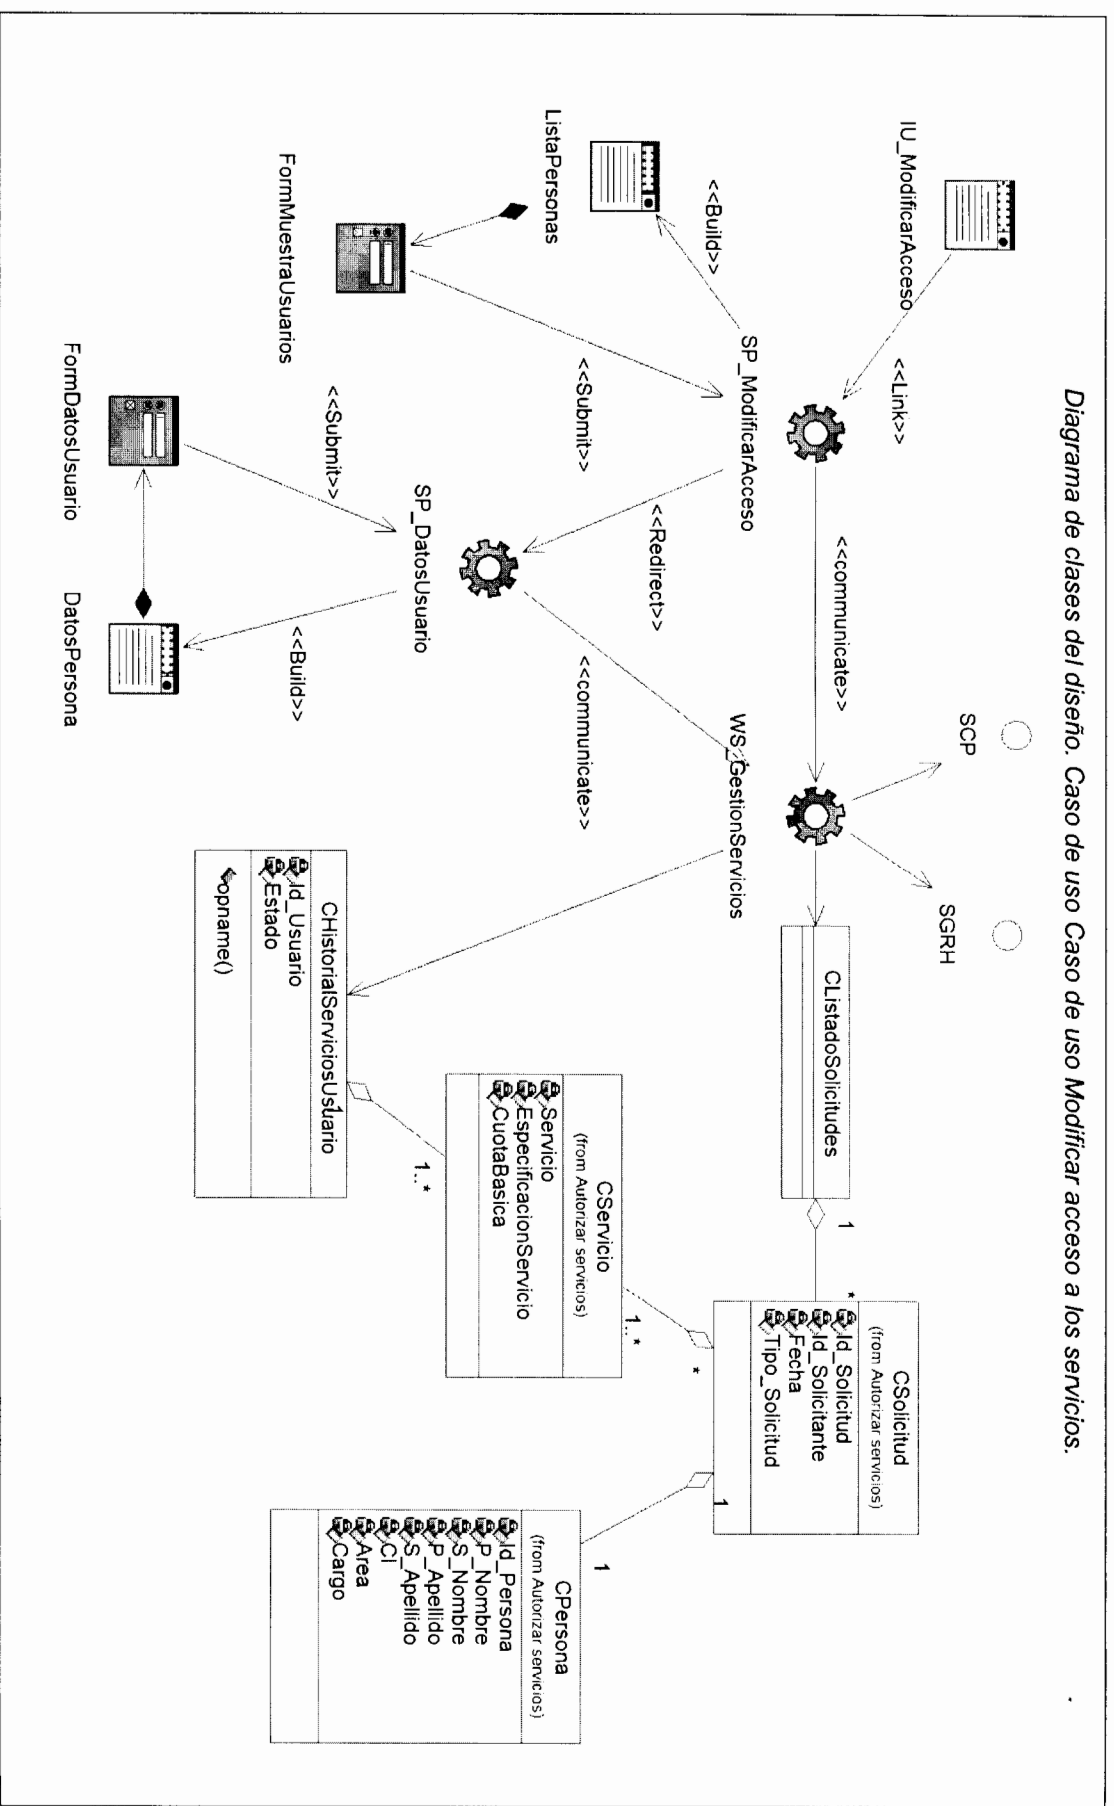 Diagrama de clases del diseño. Caso de uso Caso de uso Modificar acceso a los servicios.
IU_ModificarAcceso
<<Link>>
SP_ModificarAcceso
<<communicate>>
SCP
SGRH
WS_GestionServicios
CListadoSolicitudes
1
*
CSolicitud
(from Autorizar servicios)
Id_Solicitud
Id_Solicitante
Fecha
Tipo_Solicitud
ListaPersonas
<<Build>>
FormMuestraUsuarios
<<Submit>>
<<Redirect>>
SP_DatosUsuario
<<communicate>>
FormDatosUsuario
<<Submit>>
DatosPersona
<<Build>>
CHistorialServiciosUsuario
Id_Usuario
Estado
opname()
1
1..*
CServicio
(from Autorizar servicios)
Servicio
EspecificacionServicio
CuotaBasica
1..*
*
1
1
CPersona
(from Autorizar servicios)
Id_Persona
P_Nombre
S_Nombre
P_Apellido
S_Apellido
CI
Area
Cargo